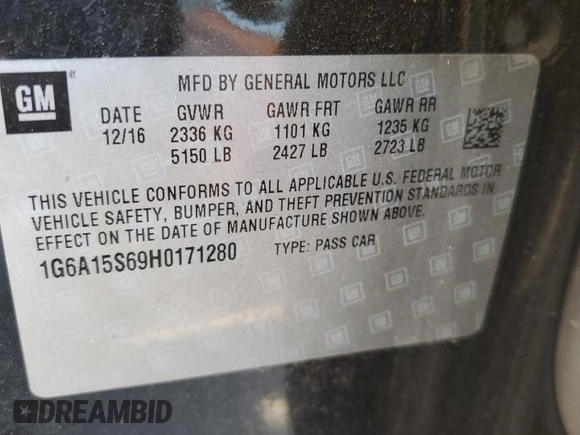 GM ®
MFD BY GENERAL MOTORS LLC
DATE GVWR GAWR FRT GAWR RR
12/16 2336 KG 1101 KG 1235 KG
5150 LB 2427 LB 2723 LB
THIS VEHICLE CONFORMS TO ALL APPLICABLE U.S. FEDERAL MOTOR
VEHICLE SAFETY, BUMPER, AND THEFT PREVENTION STANDARDS IN
EFFECT ON THE DATE OF MANUFACTURE SHOWN ABOVE.
1G6A15S69H0171280 TYPE: PASS CAR
DREAMBID